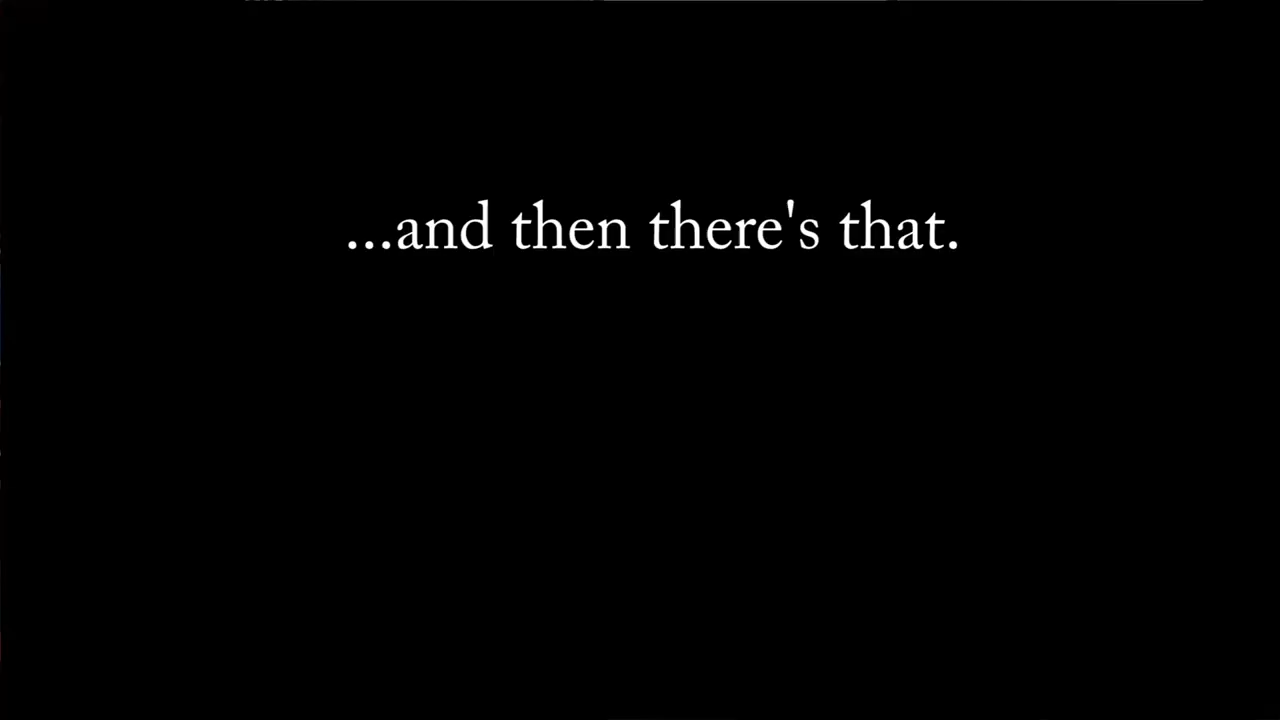 ...and then there's that.